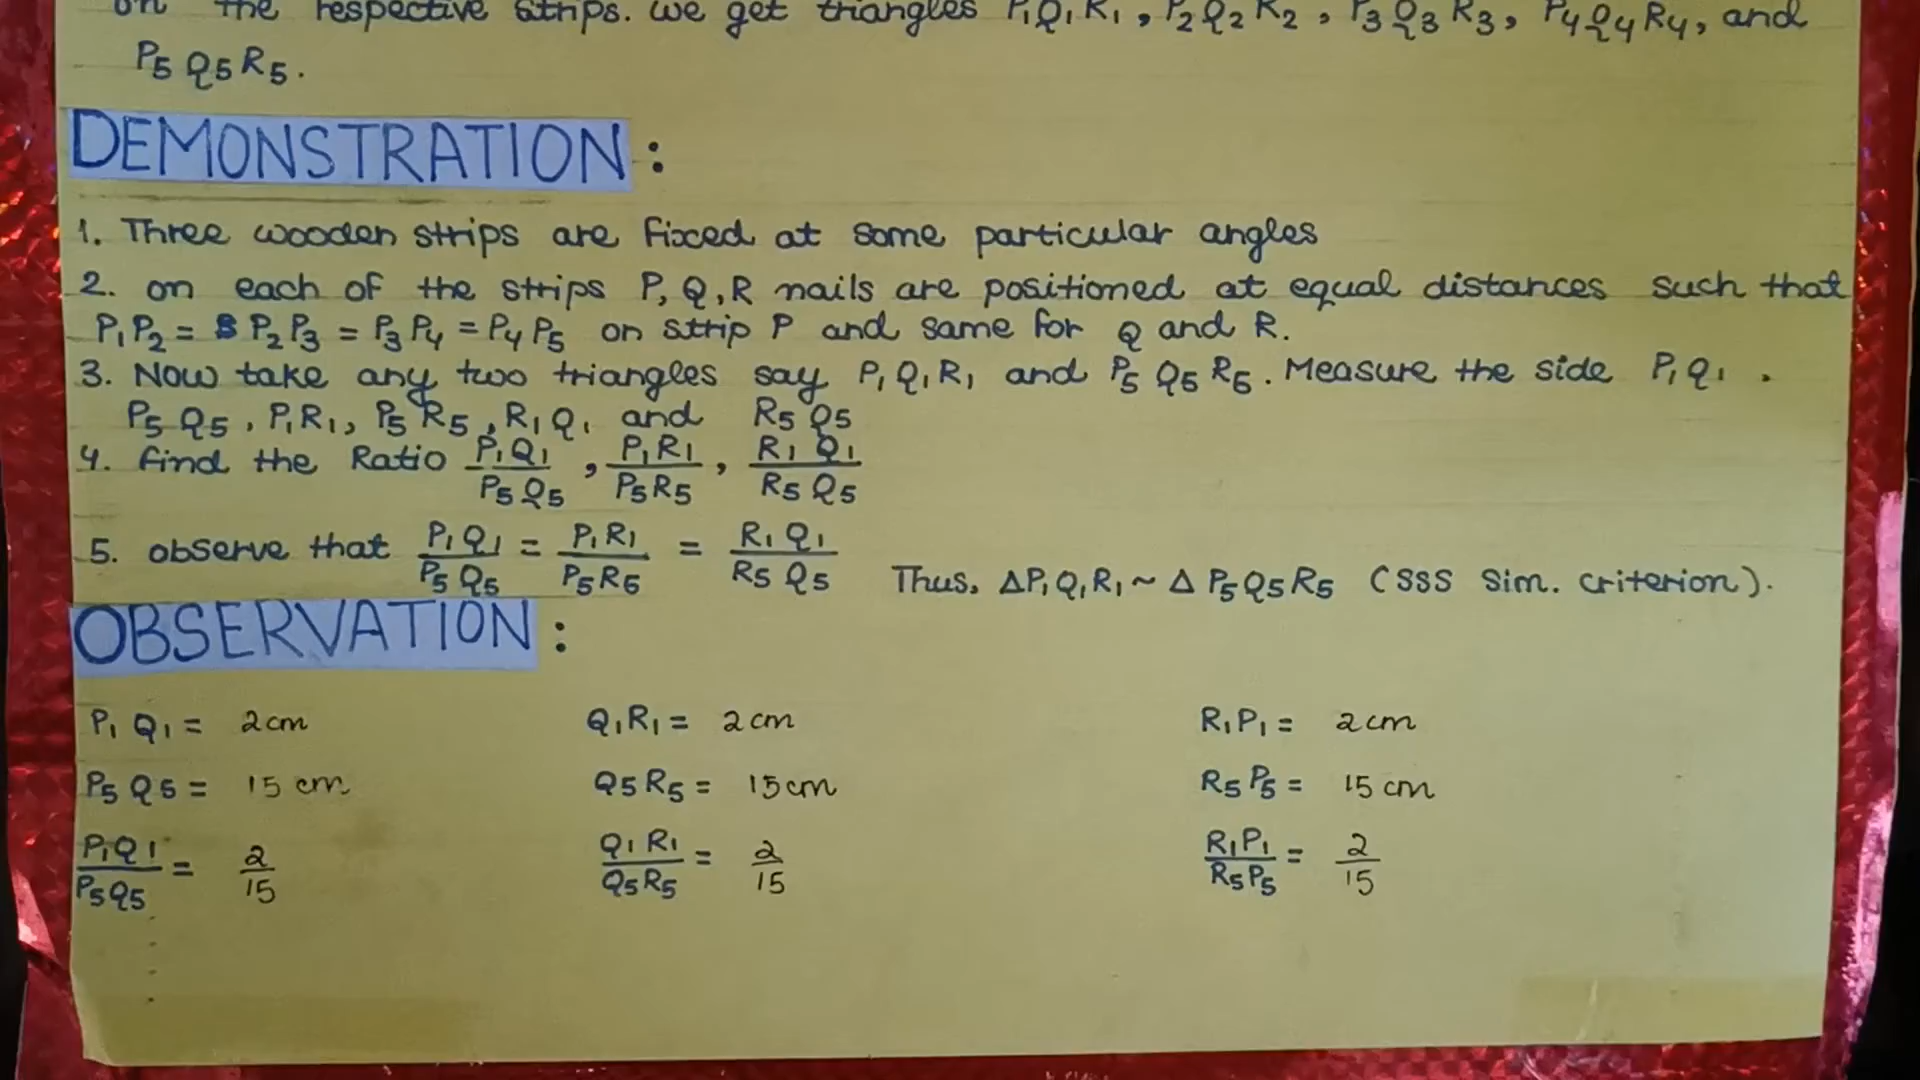 on the respective strips. we get triangles P₁Q₁R₁, P₂Q₂R₂, P₃Q₃R₃, P₄Q₄R₄, and
P₅Q₅R₅.
DEMONSTRATION :
1. Three wooden strips are fixed at some particular angles
2. on each of the strips P, Q, R nails are positioned at equal distances such that
P₁P₂ = P₂P₃ = P₃P₄ = P₄P₅ on strip P and same for Q and R.
3. Now take any two triangles say P₁Q₁R₁ and P₅Q₅R₅. Measure the side P₁Q₁,
P₅Q₅, P₁R₁, P₅R₅, R₁Q₁ and R₅Q₅
4. find the Ratio P₁Q₁/P₅Q₅, P₁R₁/P₅R₅, R₁Q₁/R₅Q₅
5. observe that P₁Q₁/P₅Q₅ = P₁R₁/P₅R₅ = R₁Q₁/R₅Q₅ Thus, ΔP₁Q₁R₁ ~ ΔP₅Q₅R₅ (SSS Sim. criterion).
OBSERVATION :
P₁Q₁ = 2cm Q₁R₁ = 2cm R₁P₁ = 2cm
P₅Q₅ = 15 cm Q₅R₅ = 15cm R₅P₅ = 15 cm
P₁Q₁/P₅Q₅ = 2/15 Q₁R₁/Q₅R₅ = 2/15 R₁P₁/R₅P₅ = 2/15